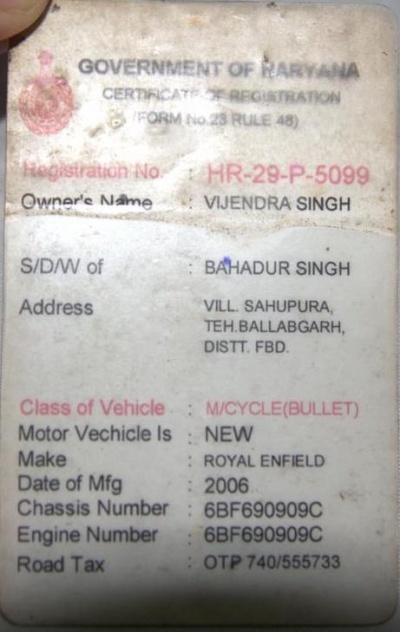 GOVERNMENT OF HARYANA
CERTIFICATE OF REGISTRATION
(FORM No.23 RULE 48)
Registration No. : HR-29-P-5099
Owner's Name : VIJENDRA SINGH
S/D/W of : BAHADUR SINGH
Address : VILL. SAHUPURA,
TEH.BALLABGARH,
DISTT. FBD.
Class of Vehicle : M/CYCLE(BULLET)
Motor Vechicle Is : NEW
Make : ROYAL ENFIELD
Date of Mfg : 2006
Chassis Number : 6BF690909C
Engine Number : 6BF690909C
Road Tax : OTP 740/555733